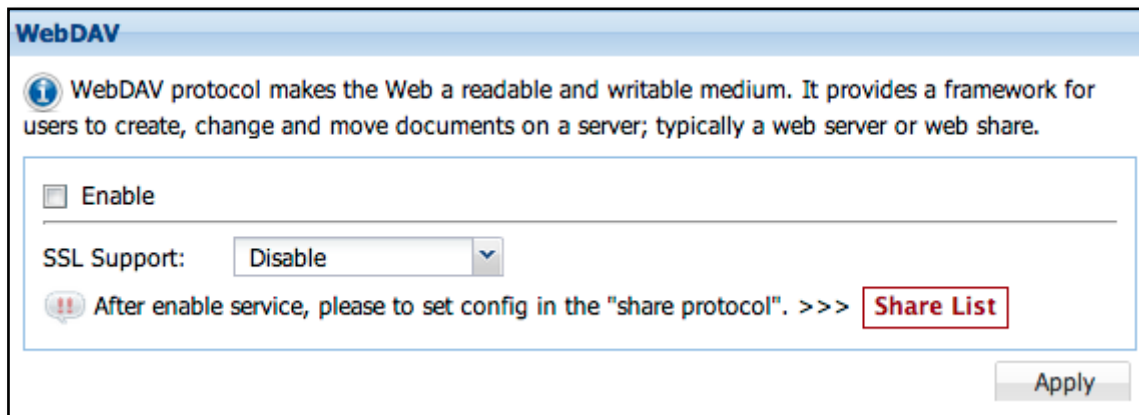 WebDAV
WebDAV protocol makes the Web a readable and writable medium. It provides a framework for
users to create, change and move documents on a server; typically a web server or web share.
Enable
SSL Support: Disable
!! After enable service, please to set config in the "share protocol". >>> Share List
Apply